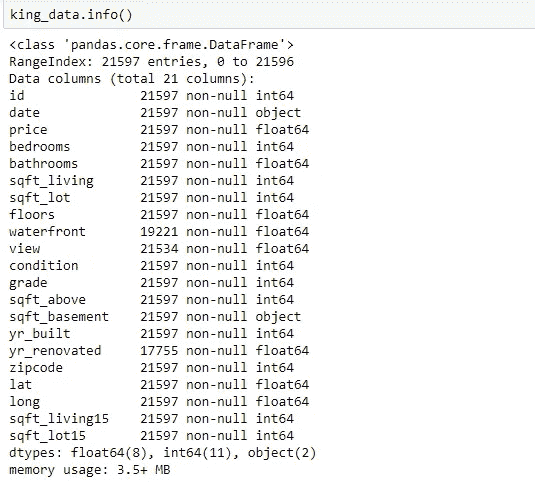 king_data.info()
<class 'pandas.core.frame.DataFrame'>
RangeIndex: 21597 entries, 0 to 21596
Data columns (total 21 columns):
id               21597 non-null int64
date             21597 non-null object
price            21597 non-null float64
bedrooms         21597 non-null int64
bathrooms        21597 non-null float64
sqft_living      21597 non-null int64
sqft_lot         21597 non-null int64
floors           21597 non-null float64
waterfront       19221 non-null float64
view             21534 non-null float64
condition        21597 non-null int64
grade            21597 non-null int64
sqft_above       21597 non-null int64
sqft_basement    21597 non-null object
yr_built         21597 non-null int64
yr_renovated     17755 non-null float64
zipcode          21597 non-null int64
lat              21597 non-null float64
long             21597 non-null float64
sqft_living15    21597 non-null int64
sqft_lot15       21597 non-null int64
dtypes: float64(8), int64(11), object(2)
memory usage: 3.5+ MB